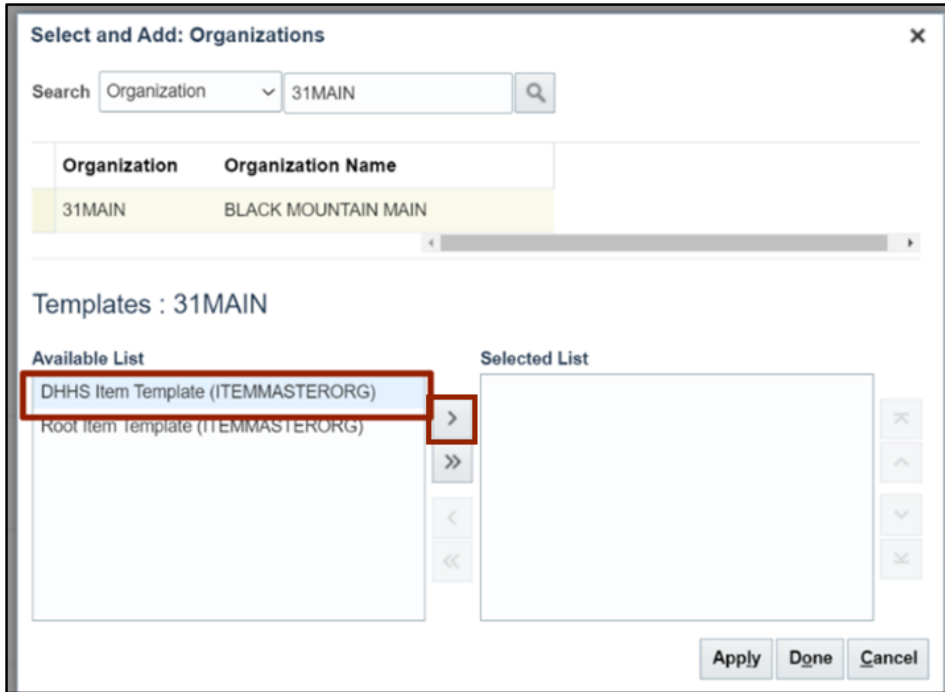 Select and Add: Organizations
Search Organization 31MAIN
Organization Organization Name
31MAIN BLACK MOUNTAIN MAIN
Templates : 31MAIN
Available List Selected List
DHHS Item Template (ITEMMASTERORG)
Root Item Template (ITEMMASTERORG)
Apply Done Cancel